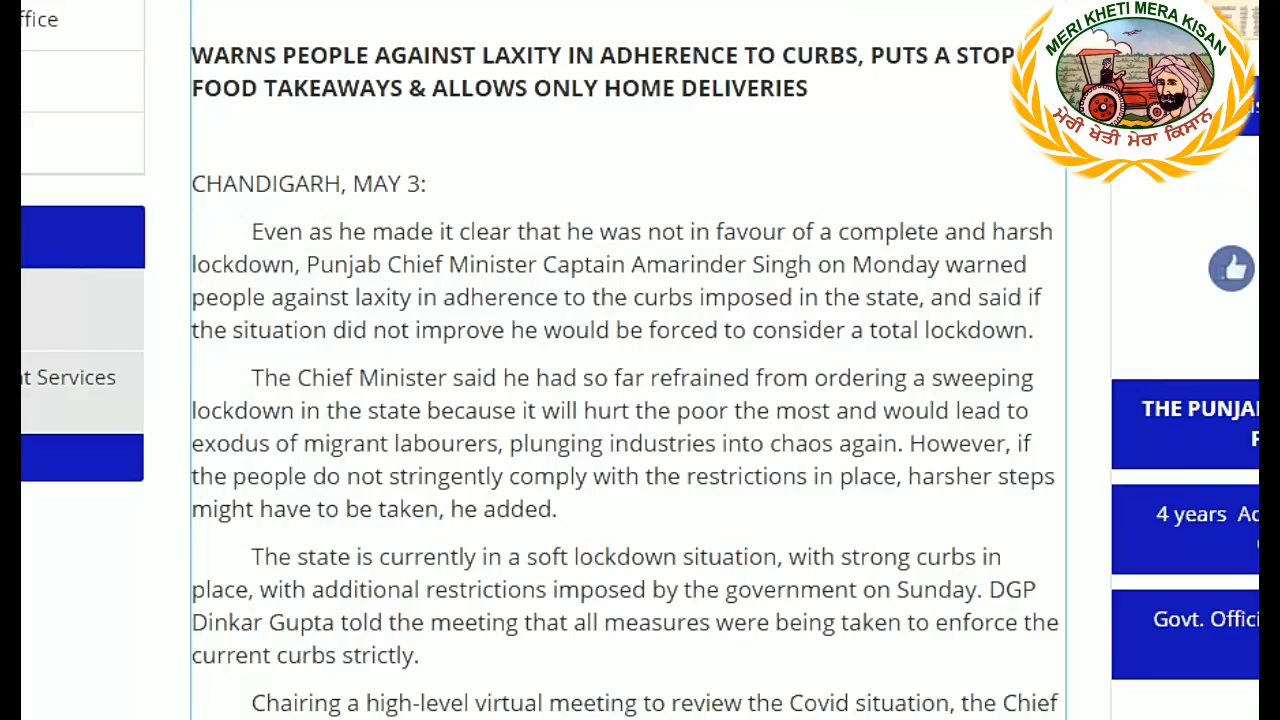 ffice
WARNS PEOPLE AGAINST LAXITY IN ADHERENCE TO CURBS, PUTS A STOP
FOOD TAKEAWAYS & ALLOWS ONLY HOME DELIVERIES
MERI KHETI MERA KISAN
ਮੇਰੀ ਖੇਤੀ ਮੇਰਾ ਕਿਸਾਨ
CHANDIGARH, MAY 3:
Even as he made it clear that he was not in favour of a complete and harsh
lockdown, Punjab Chief Minister Captain Amarinder Singh on Monday warned
people against laxity in adherence to the curbs imposed in the state, and said if
the situation did not improve he would be forced to consider a total lockdown.
The Chief Minister said he had so far refrained from ordering a sweeping
lockdown in the state because it will hurt the poor the most and would lead to
exodus of migrant labourers, plunging industries into chaos again. However, if
the people do not stringently comply with the restrictions in place, harsher steps
might have to be taken, he added.
The state is currently in a soft lockdown situation, with strong curbs in
place, with additional restrictions imposed by the government on Sunday. DGP
Dinkar Gupta told the meeting that all measures were being taken to enforce the
current curbs strictly.
Chairing a high-level virtual meeting to review the Covid situation, the Chief
t Services
THE PUNJA
4 years Ac
Govt. Offici